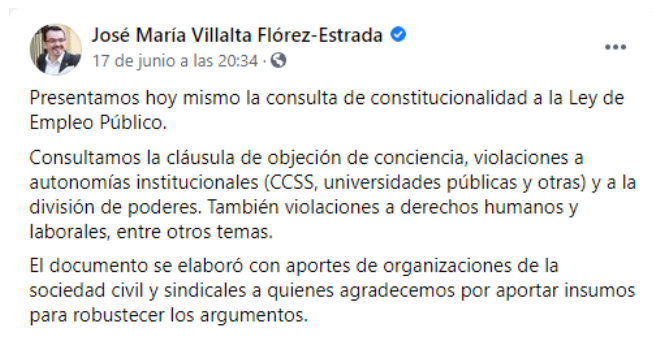 José María Villalta Flórez-Estrada
17 de junio a las 20:34 ·
Presentamos hoy mismo la consulta de constitucionalidad a la Ley de
Empleo Público.
Consultamos la cláusula de objeción de conciencia, violaciones a
autonomías institucionales (CCSS, universidades públicas y otras) y a la
división de poderes. También violaciones a derechos humanos y
laborales, entre otros temas.
El documento se elaboró con aportes de organizaciones de la
sociedad civil y sindicales a quienes agradecemos por aportar insumos
para robustecer los argumentos.